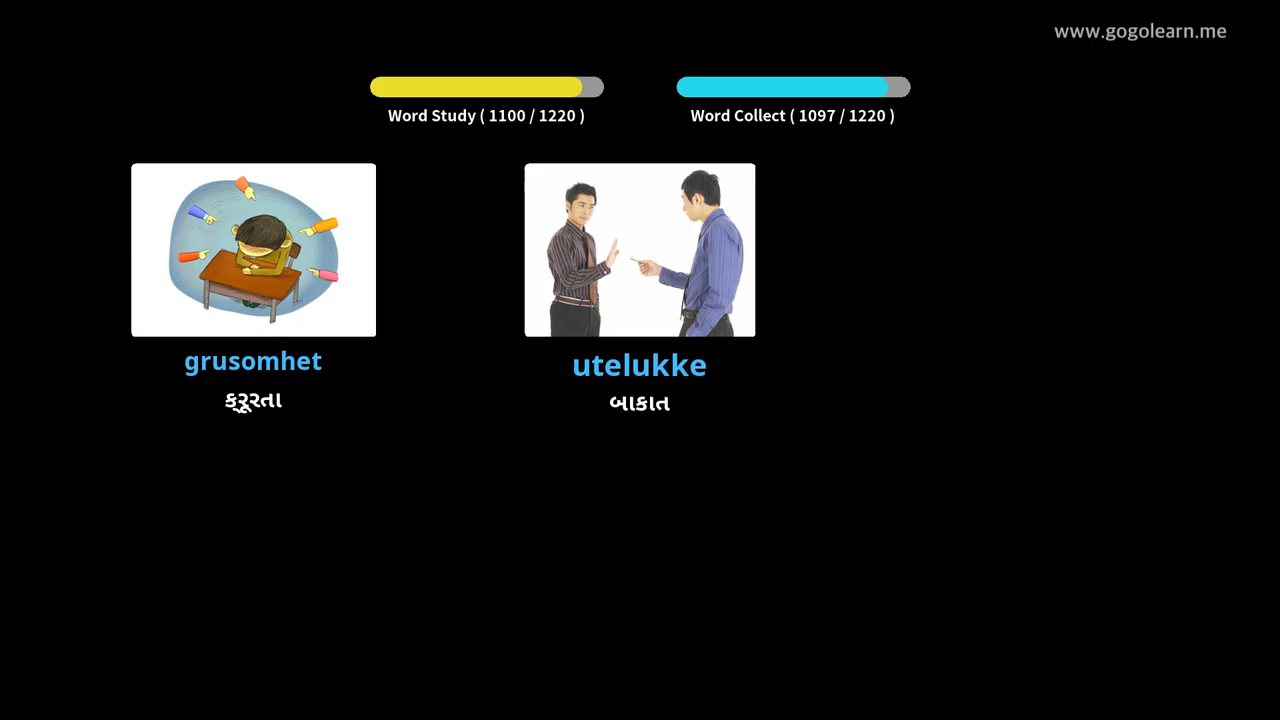 www.gogolearn.me
Word Study ( 1100 / 1220 )
Word Collect ( 1097 / 1220 )
grusomhet
ક્રૂરતા
utelukke
બાકાત